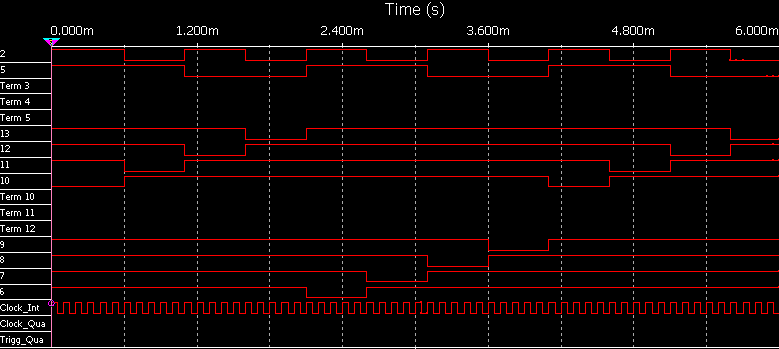 Time (s)
0.000m 1.200m 2.400m 3.600m 4.800m 6.000m
2
5
Term 3
Term 4
Term 5
13
12
11
10
Term 10
Term 11
Term 12
9
8
7
6
Clock_Int
Clock_Qua
Trigg_Qua